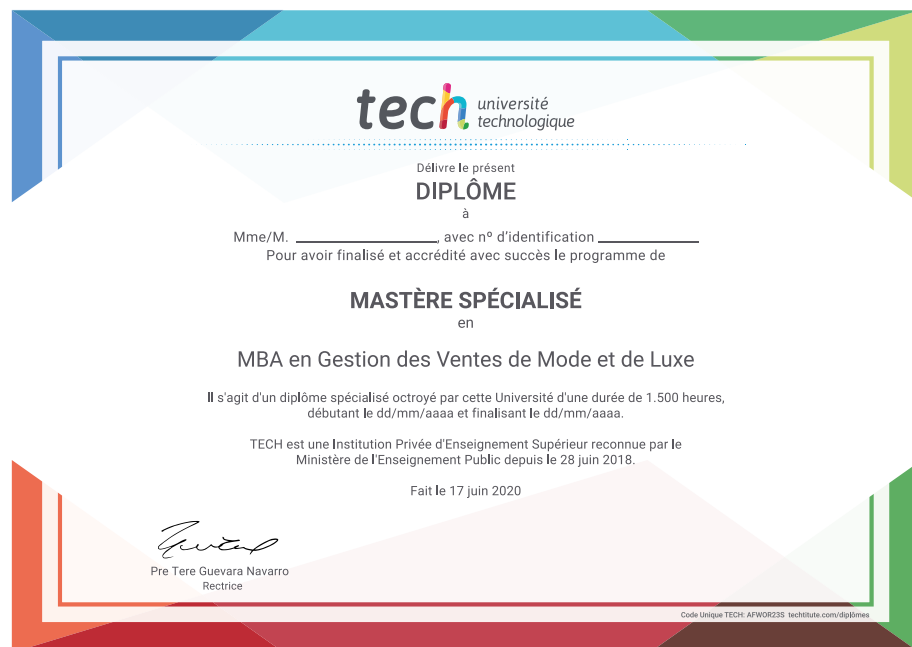 tech université
technologique
Délivre le présent
DIPLÔME
à
Mme/M. ____________, avec nº d'identification ____________
Pour avoir finalisé et accrédité avec succès le programme de
MASTÈRE SPÉCIALISÉ
en
MBA en Gestion des Ventes de Mode et de Luxe
Il s'agit d'un diplôme spécialisé octroyé par cette Université d'une durée de 1.500 heures,
débutant le dd/mm/aaaa et finalisant le dd/mm/aaaa.
TECH est une Institution Privée d'Enseignement Supérieur reconnue par le
Ministère de l'Enseignement Public depuis le 28 juin 2018.
Fait le 17 juin 2020
Pre Tere Guevara Navarro
Rectrice
Code Unique TECH: AFWOR23S techtitute.com/diplômes